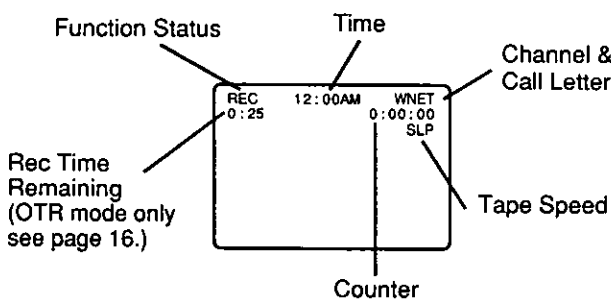 Function Status
Time
Channel &
Call Letter
REC 12:00AM WNET
0:25 0:00:00
SLP
Rec Time
Remaining
(OTR mode only
see page 16.)
Tape Speed
Counter